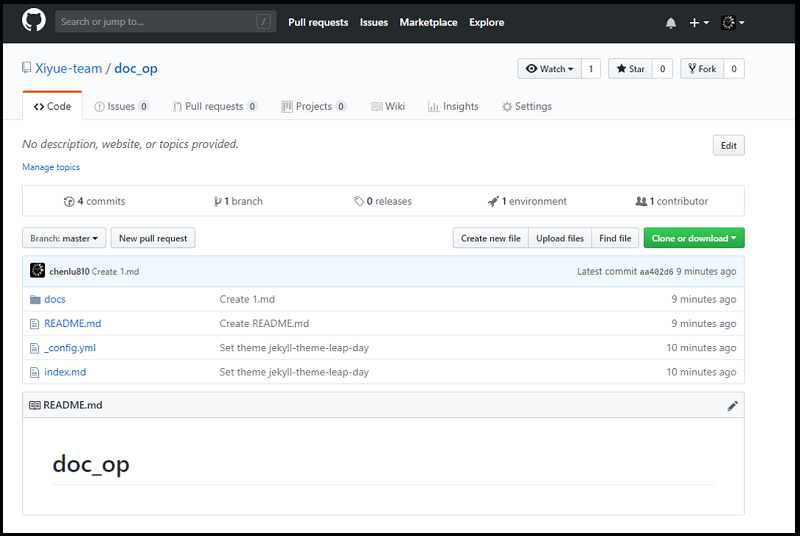 Search or jump to... / Pull requests Issues Marketplace Explore
Xiyue-team / doc_op Watch 1 Star 0 Fork 0
Code Issues 0 Pull requests 0 Projects 0 Wiki Insights Settings
No description, website, or topics provided. Edit
Manage topics
4 commits 1 branch 0 releases 1 environment 1 contributor
Branch: master New pull request Create new file Upload files Find file Clone or download
chenlu810 Create 1.md Latest commit aa402d6 9 minutes ago
docs Create 1.md 9 minutes ago
README.md Create README.md 9 minutes ago
_config.yml Set theme jekyll-theme-leap-day 10 minutes ago
index.md Set theme jekyll-theme-leap-day 10 minutes ago
README.md
doc_op